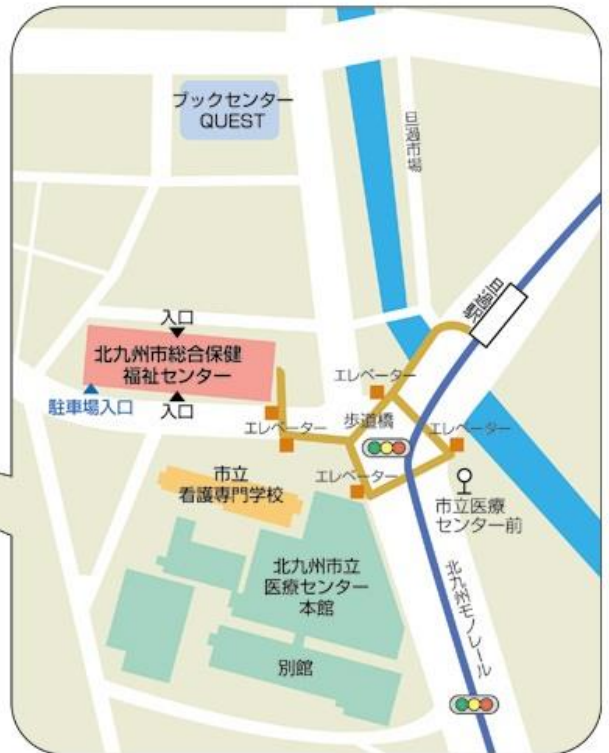 ブックセンター
QUEST
旦過市場
旦過駅
入口
北九州市総合保健
福祉センター
駐車場入口
入口
エレベーター
エレベーター
歩道橋
エレベーター
エレベーター
市立
看護専門学校
市立医療
センター前
北九州市立
医療センター
本館
別館
北九州モノレール